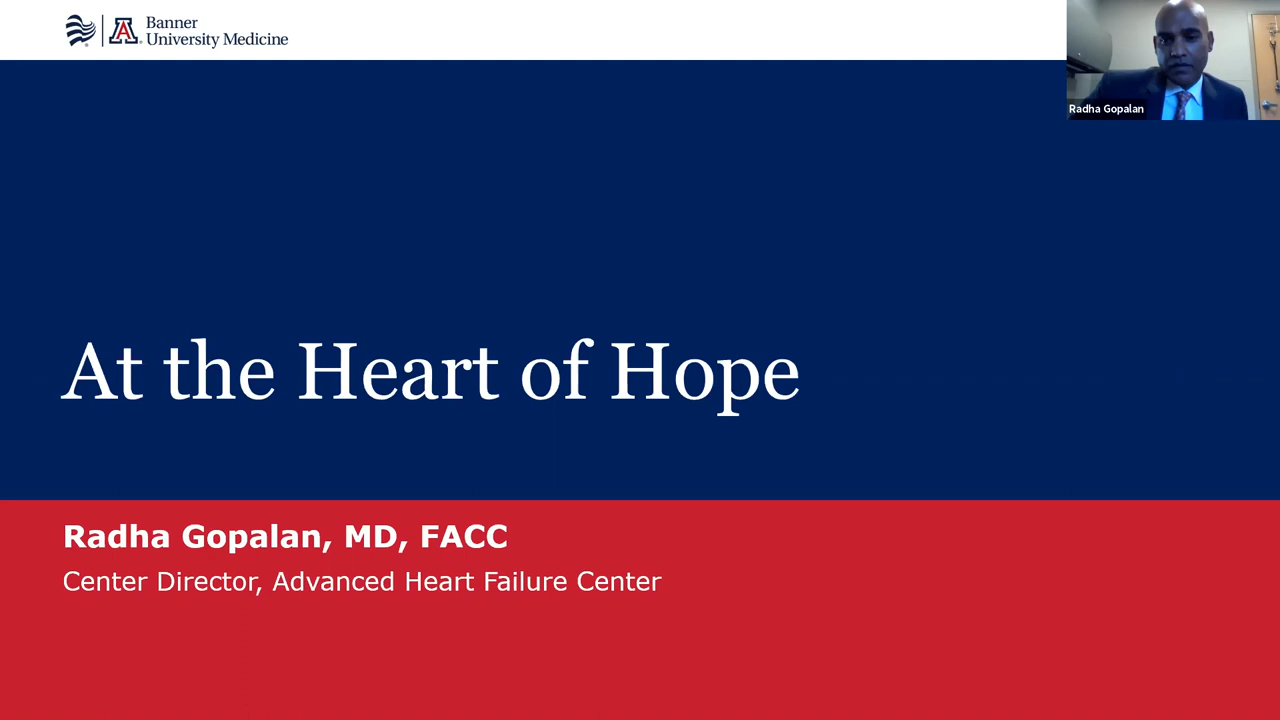 Banner
University Medicine
Radha Gopalan
At the Heart of Hope
Radha Gopalan, MD, FACC
Center Director, Advanced Heart Failure Center